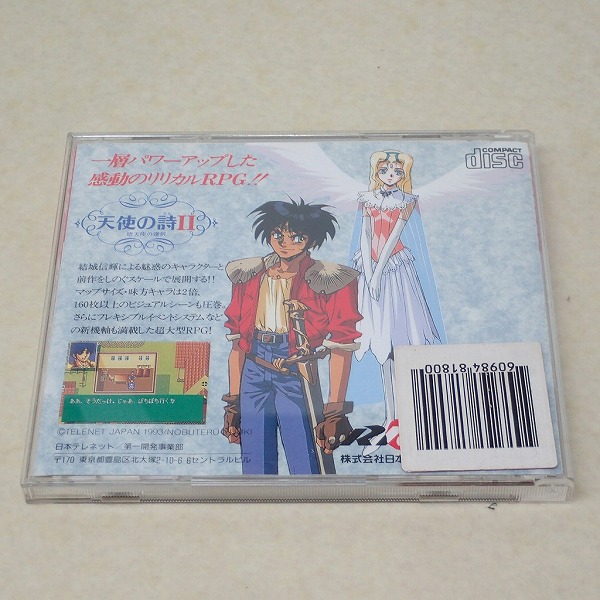 一層パワーアップした
感動のリリカルRPG.!!
COMPACT
disc
天使の詩II
堕天使の選択
結城信輝による魅惑のキャラクターと
前作をしのぐスケールで展開する!!
マップサイズ・味方キャラは2倍、
160枚以上のビジュアルシーンも圧巻。
さらにフレキシブルイベントシステムなど
の新機軸も満載した超大型RPG!
ああ、そうだっけ。じゃあ、ぼちぼち行くか
©TELENET JAPAN 1993/NOBUTERU
日本テレネット/第一開発事業部
〒170 東京都豊島区北大塚2-10-6 6セントラルビル
株式会社日本
60984 81800